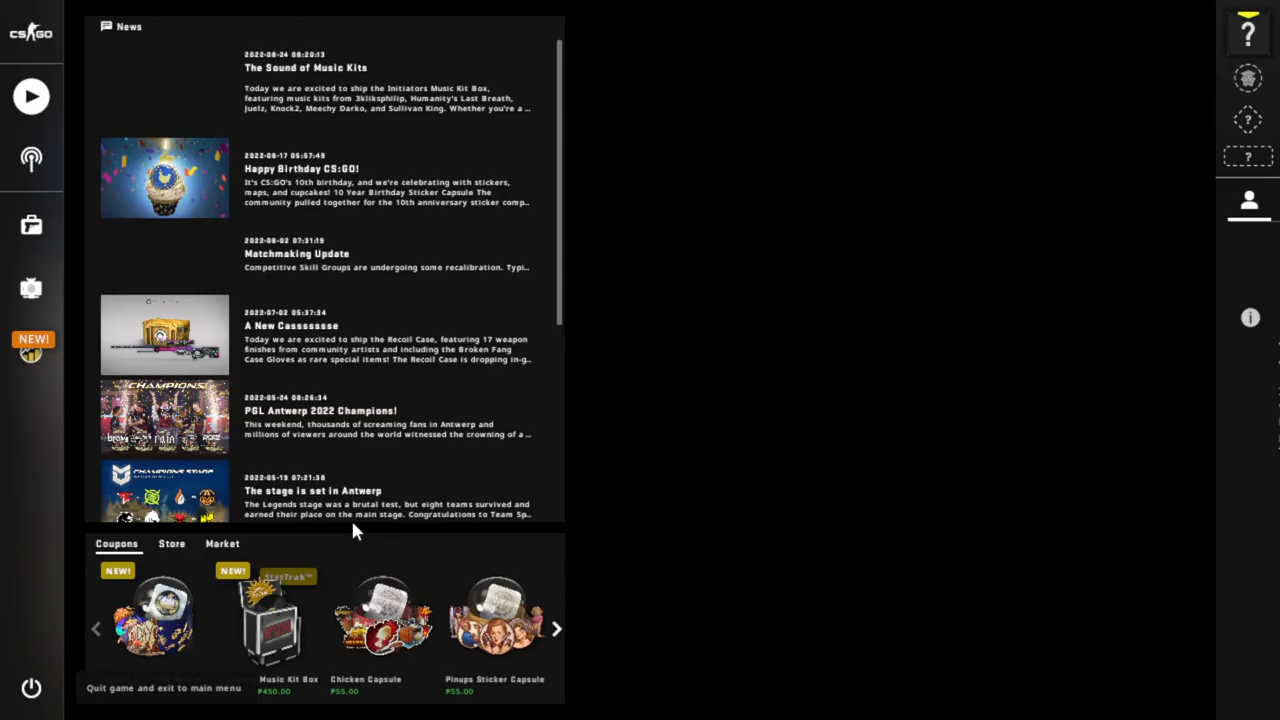 CS:GO
News
2022-08-24 08:20:13
The Sound of Music Kits
Today we are excited to ship the Initiators Music Kit Box,
featuring music kits from 3kliksphilip, Humanity's Last Breath,
Juelz, Knock2, Meechy Darko, and Sullivan King. Whether you're a ...
2022-08-17 05:57:49
Happy Birthday CS:GO!
It's CS:GO's 10th birthday, and we're celebrating with stickers,
maps, and cupcakes! 10 Year Birthday Sticker Capsule The
community pulled together for the 10th anniversary sticker comp...
2022-08-02 07:31:19
Matchmaking Update
Competitive Skill Groups are undergoing some recalibration. Typi...
2022-07-02 05:37:34
A New Casssssse
Today we are excited to ship the Recoil Case, featuring 17 weapon
finishes from community artists and including the Broken Fang
Case Gloves as rare special items! The Recoil Case is dropping in-g...
NEW!
CHAMPIONS!
2022-05-24 08:26:34
PGL Antwerp 2022 Champions!
This weekend, thousands of screaming fans in Antwerp and
millions of viewers around the world witnessed the crowning of a ...
CHAMPIONS STAGE
2022-05-19 07:21:38
The stage is set in Antwerp
The Legends stage was a brutal test, but eight teams survived and
earned their place on the main stage. Congratulations to Team Sp...
Coupons Store Market
NEW! NEW! StatTrak™
Music Kit Box Chicken Capsule Pinups Sticker Capsule
₱450.00 ₱55.00 ₱55.00
Quit game and exit to main menu